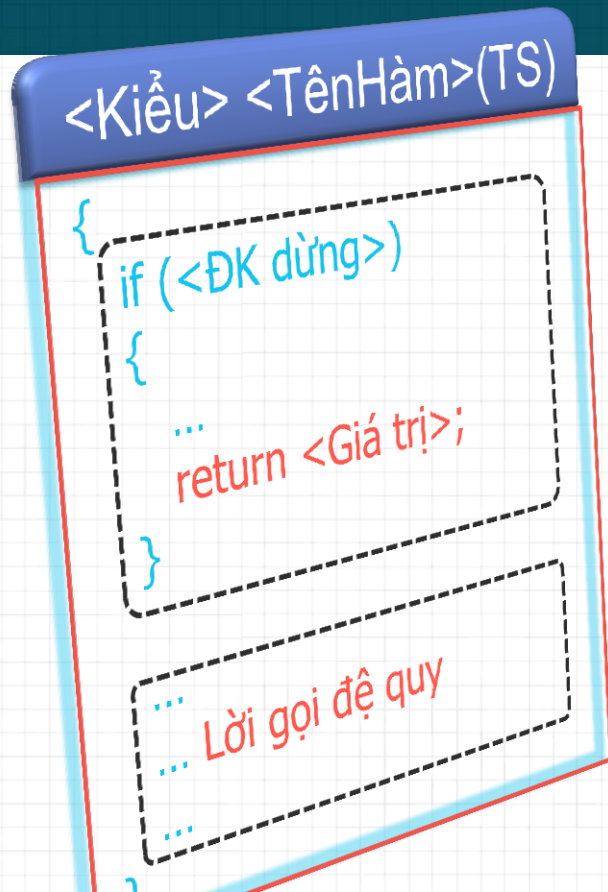 <Kiểu> <TênHàm>(TS)
{
if (<ĐK dừng>)
{
...
return <Giá trị>;
}
...
... Lời gọi đệ quy
...
}